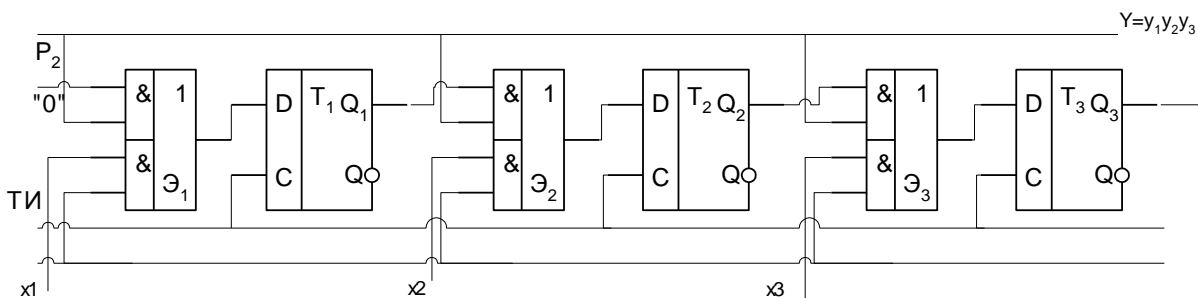 Y=y₁y₂y₃
P₂
"0"
& 1
&
Э₁
D T₁ Q₁
C Q
& 1
&
Э₂
D T₂ Q₂
C Q
& 1
&
Э₃
D T₃ Q₃
C Q
ТИ
x1
x2
x3